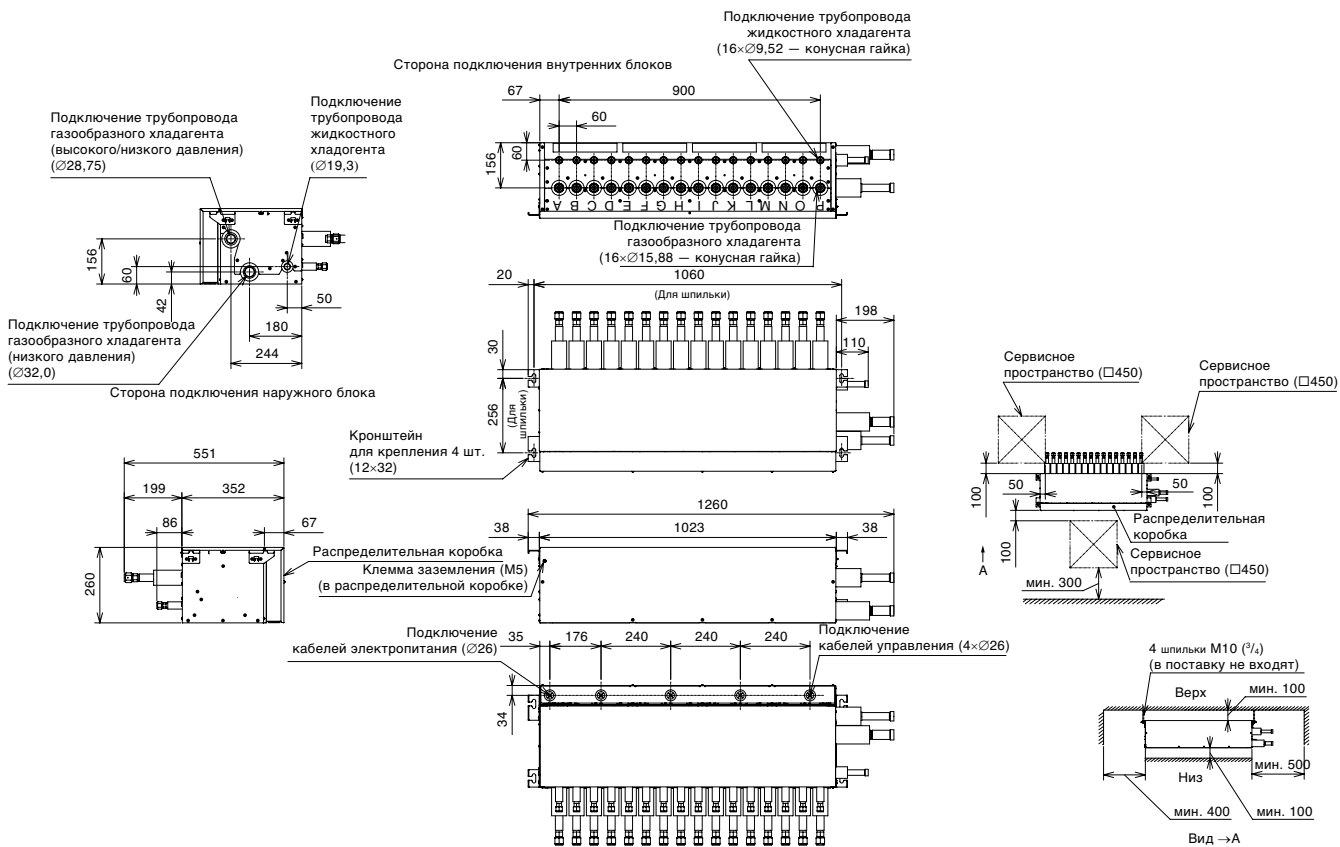 Подключение трубопровода
жидкостного хладагента
(16×∅9,52 — конусная гайка)
Сторона подключения внутренних блоков
67
900
60
60
156
A B C D E F G H I J K L M N O P
Подключение трубопровода
газообразного хладагента
(16×∅15,88 — конусная гайка)
Подключение трубопровода
газообразного хладагента
(высокого/низкого давления)
(∅28,75)
Подключение
трубопровода
жидкостного
хладогента
(∅19,3)
156
60
42
50
180
244
Подключение трубопровода
газообразного хладагента
(низкого давления)
(∅32,0)
Сторона подключения наружного блока
20
1060
(Для шпильки)
198
110
30
256
(Для
шпильки)
Кронштейн
для крепления 4 шт.
(12×32)
Сервисное
пространство (□450)
Сервисное
пространство (□450)
100
50
50
100
Распределительная
коробка
100
A
Сервисное
пространство (□450)
мин. 300
551
199
352
86
67
260
Распределительная коробка
Клемма заземления (М5)
(в распределительной коробке)
1260
38
1023
38
Подключение
кабелей электропитания (∅26)
35
176
240
240
240
Подключение
кабелей управления (4×∅26)
34
4 шпильки М10 (³/₄)
(в поставку не входят)
Верх
мин. 100
Низ
мин. 500
мин. 400
мин. 100
Вид →А